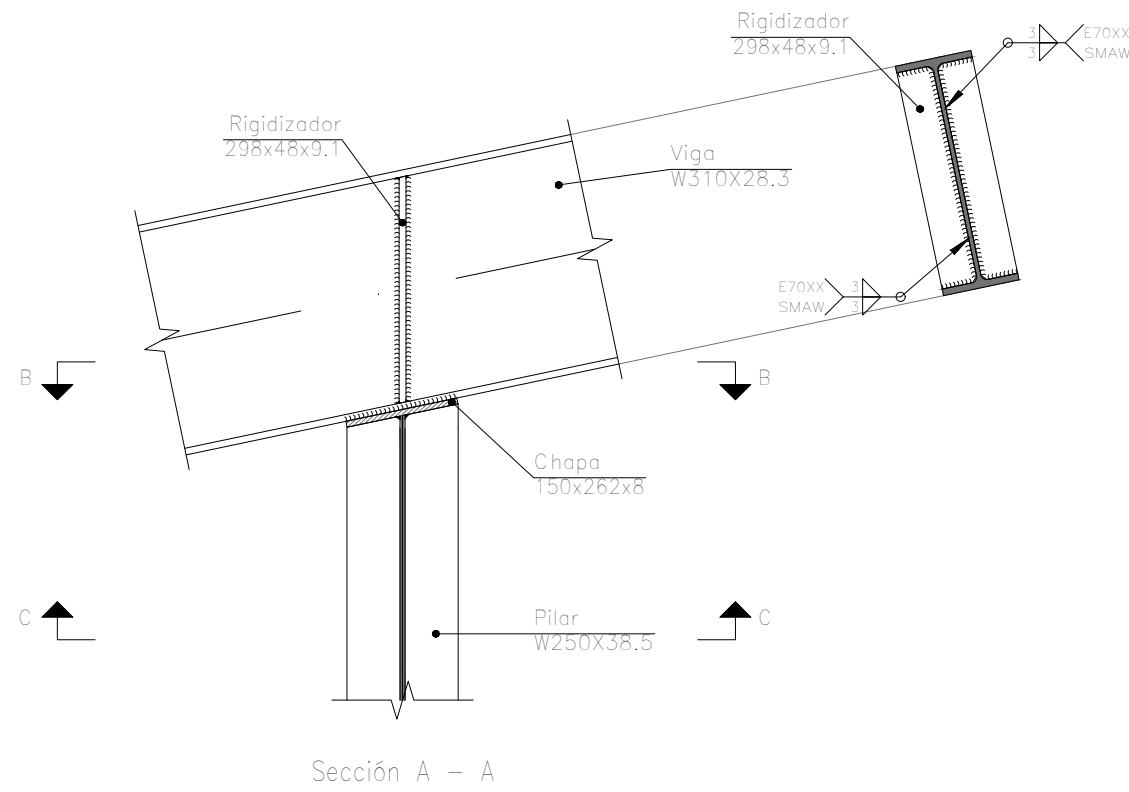 Rigidizador
298x48x9.1
3
3
E70XX
SMAW
Rigidizador
298x48x9.1
Viga
W310X28.3
E70XX
SMAW
3
3
B
B
Chapa
150x262x8
C
C
Pilar
W250X38.5
Sección A - A